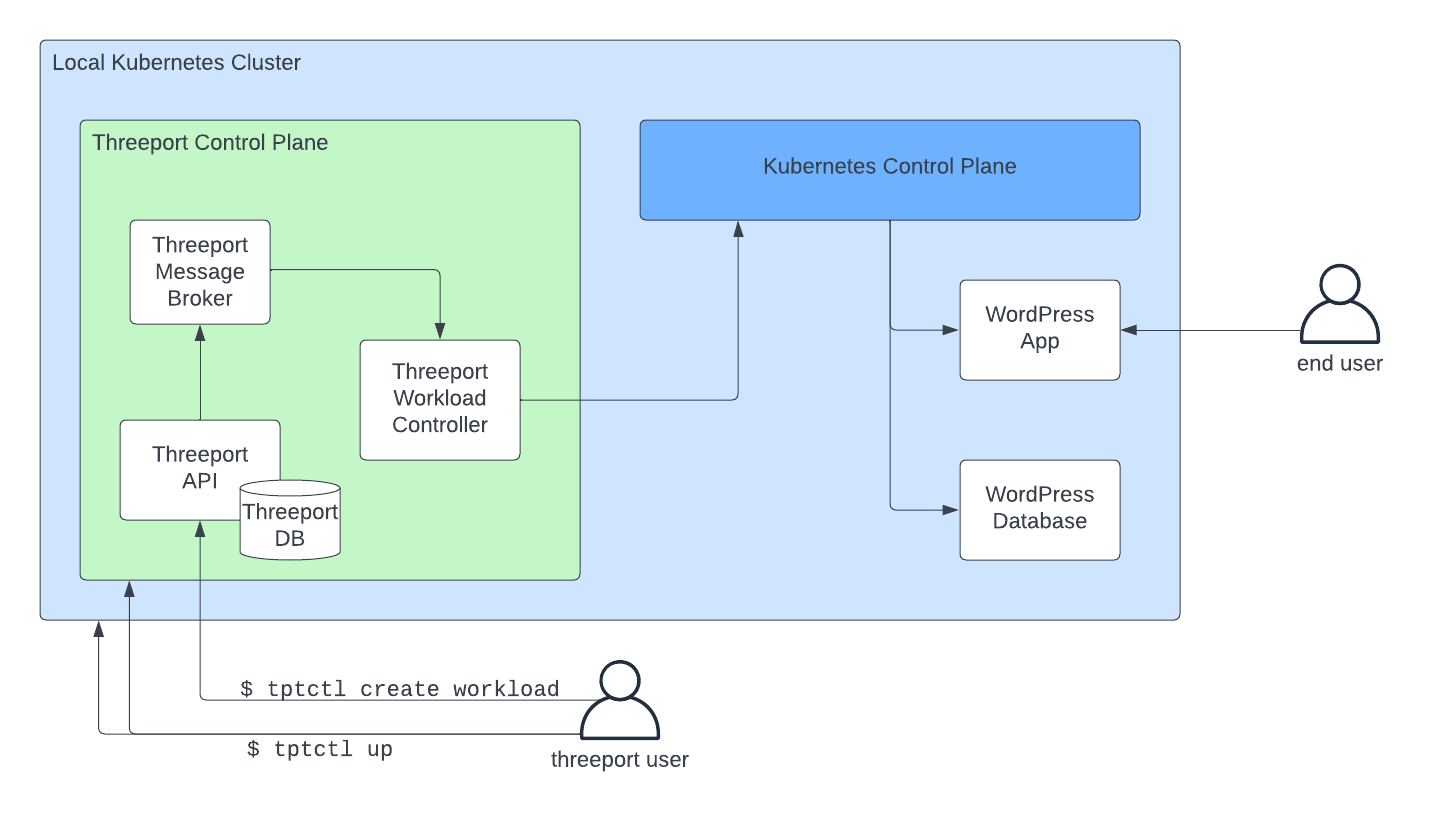 Local Kubernetes Cluster
Threeport Control Plane
Kubernetes Control Plane
Threeport
Message
Broker
Threeport
Workload
Controller
Threeport
API
Threeport
DB
WordPress
App
end user
WordPress
Database
$ tptctl create workload
$ tptctl up
threeport user